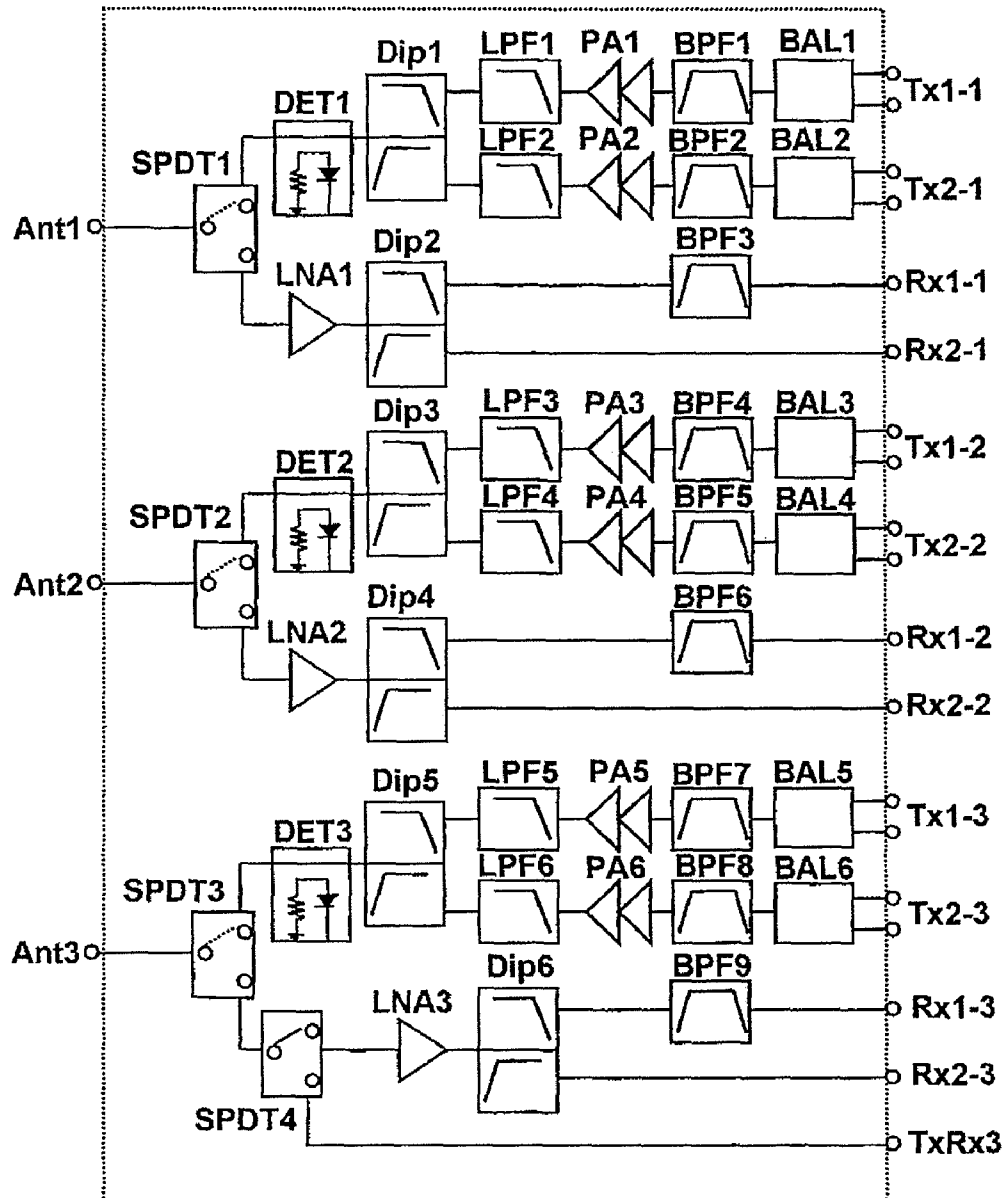 LPF1 PA1 BPF1 BAL1
Dip1
Tx1-1
DET1
LPF2 PA2 BPF2 BAL2
SPDT1
Tx2-1
Ant1
Dip2
BPF3
LNA1
Rx1-1
Rx2-1
LPF3 PA3 BPF4 BAL3
Dip3
Tx1-2
DET2
LPF4 PA4 BPF5 BAL4
SPDT2
Tx2-2
Ant2
Dip4
BPF6
LNA2
Rx1-2
Rx2-2
LPF5 PA5 BPF7 BAL5
Dip5
Tx1-3
DET3
LPF6 PA6 BPF8 BAL6
SPDT3
Tx2-3
Ant3
Dip6
BPF9
LNA3
Rx1-3
Rx2-3
SPDT4
TxRx3